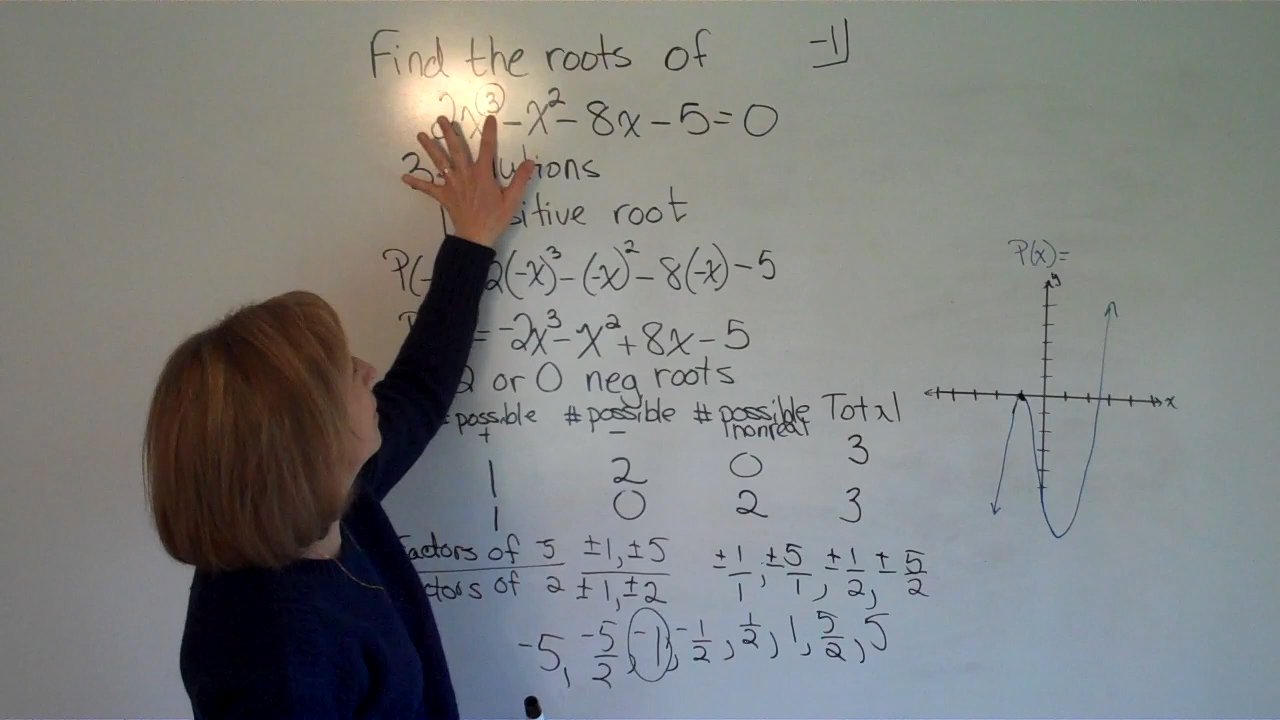 Find the roots of
-1
2x³ - x² - 8x - 5 = 0
3
itive root
P(- 2(-x)³ - (-x)² - 8(-x) - 5
= -2x³ - x² + 8x - 5
2 or 0 neg roots
possible + # possible - # possible nonreal Total
1 2 0 3
1 0 2 3
actors of 5 ±1, ±5 ±1/1, ±5/1, ±1/2, ±5/2
ctors of 2 ±1, ±2
-5, -5/2, -1, -1/2, 1/2, 1, 5/2, 5
P(x)=
y
x